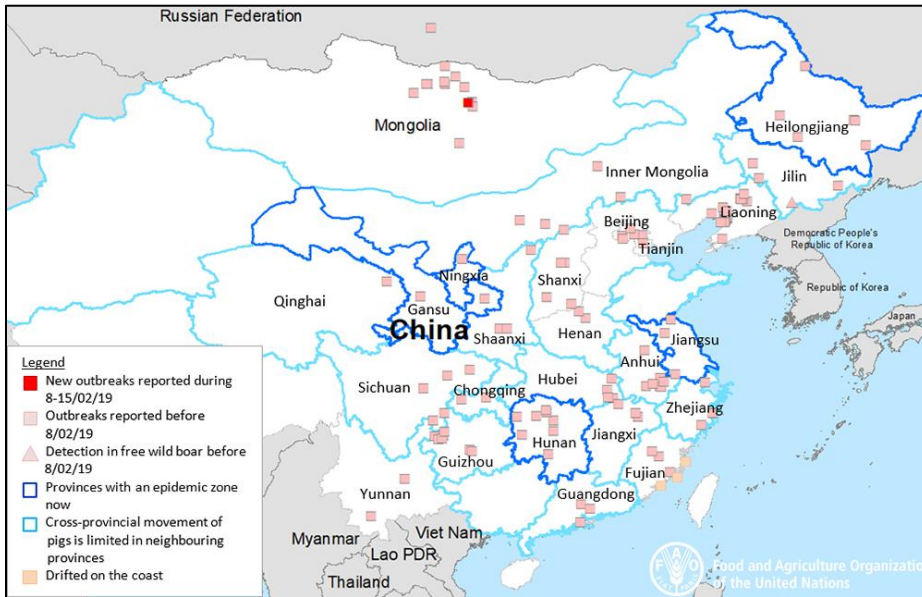 Russian Federation
Mongolia
Heilongjiang
Inner Mongolia
Jilin
Liaoning
Beijing
Tianjin
Democratic People's
Republic of Korea
Republic of Korea
Japan
Ningxia
Shanxi
Qinghai
Gansu
China
Shaanxi
Henan
Jiangsu
Anhui
Sichuan
Chongqing
Hubei
Zhejiang
Hunan
Jiangxi
Guizhou
Fujian
Yunnan
Guangdong
Myanmar
Viet Nam
Lao PDR
Thailand
Legend
New outbreaks reported during
8-15/02/19
Outbreaks reported before
8/02/19
Detection in free wild boar before
8/02/19
Provinces with an epidemic zone
now
Cross-provincial movement of
pigs is limited in neighbouring
provinces
Drifted on the coast
FAO
FIAT PANIS
Food and Agriculture Organization
of the United Nations